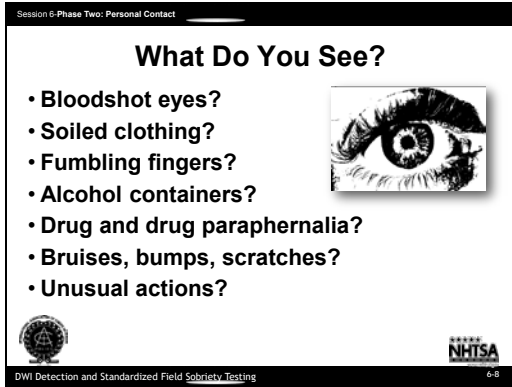 Session 6-Phase Two: Personal Contact
What Do You See?
• Bloodshot eyes?
• Soiled clothing?
• Fumbling fingers?
• Alcohol containers?
• Drug and drug paraphernalia?
• Bruises, bumps, scratches?
• Unusual actions?
NHTSA
DWI Detection and Standardized Field Sobriety Testing
6-8